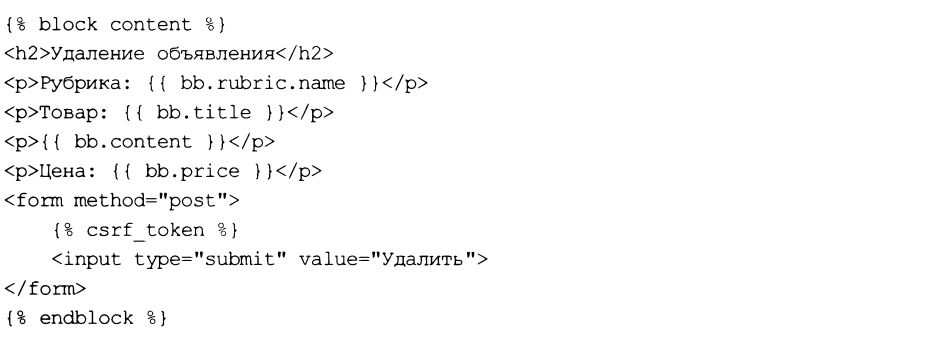 {% block content %}
<h2>Удаление объявления</h2>
<p>Рубрика: {{ bb.rubric.name }}</p>
<p>Товар: {{ bb.title }}</p>
<p>{{ bb.content }}</p>
<p>Цена: {{ bb.price }}</p>
<form method="post">
    {% csrf_token %}
    <input type="submit" value="Удалить">
</form>
{% endblock %}